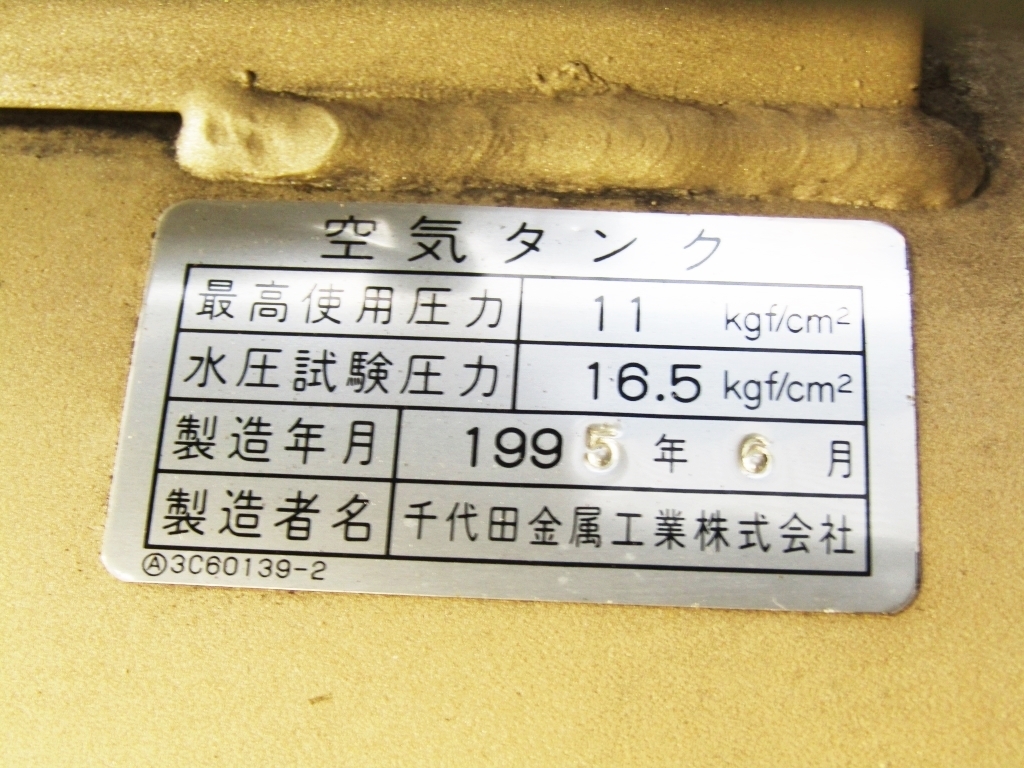 空気タンク
最高使用圧力 11 kgf/cm²
水圧試験圧力 16.5 kgf/cm²
製造年月 1995年 6月
製造者名 千代田金属工業株式会社
Ⓐ3C60139-2